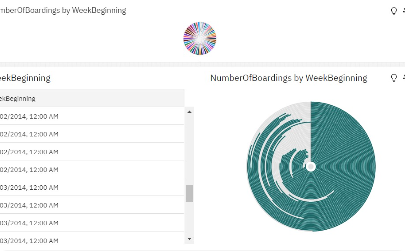 mberOfBoardings by WeekBeginning
eekBeginning
NumberOfBoardings by WeekBeginning
ekBeginning
02/2014, 12:00 AM
02/2014, 12:00 AM
02/2014, 12:00 AM
02/2014, 12:00 AM
03/2014, 12:00 AM
03/2014, 12:00 AM
03/2014, 12:00 AM
03/2014, 12:00 AM